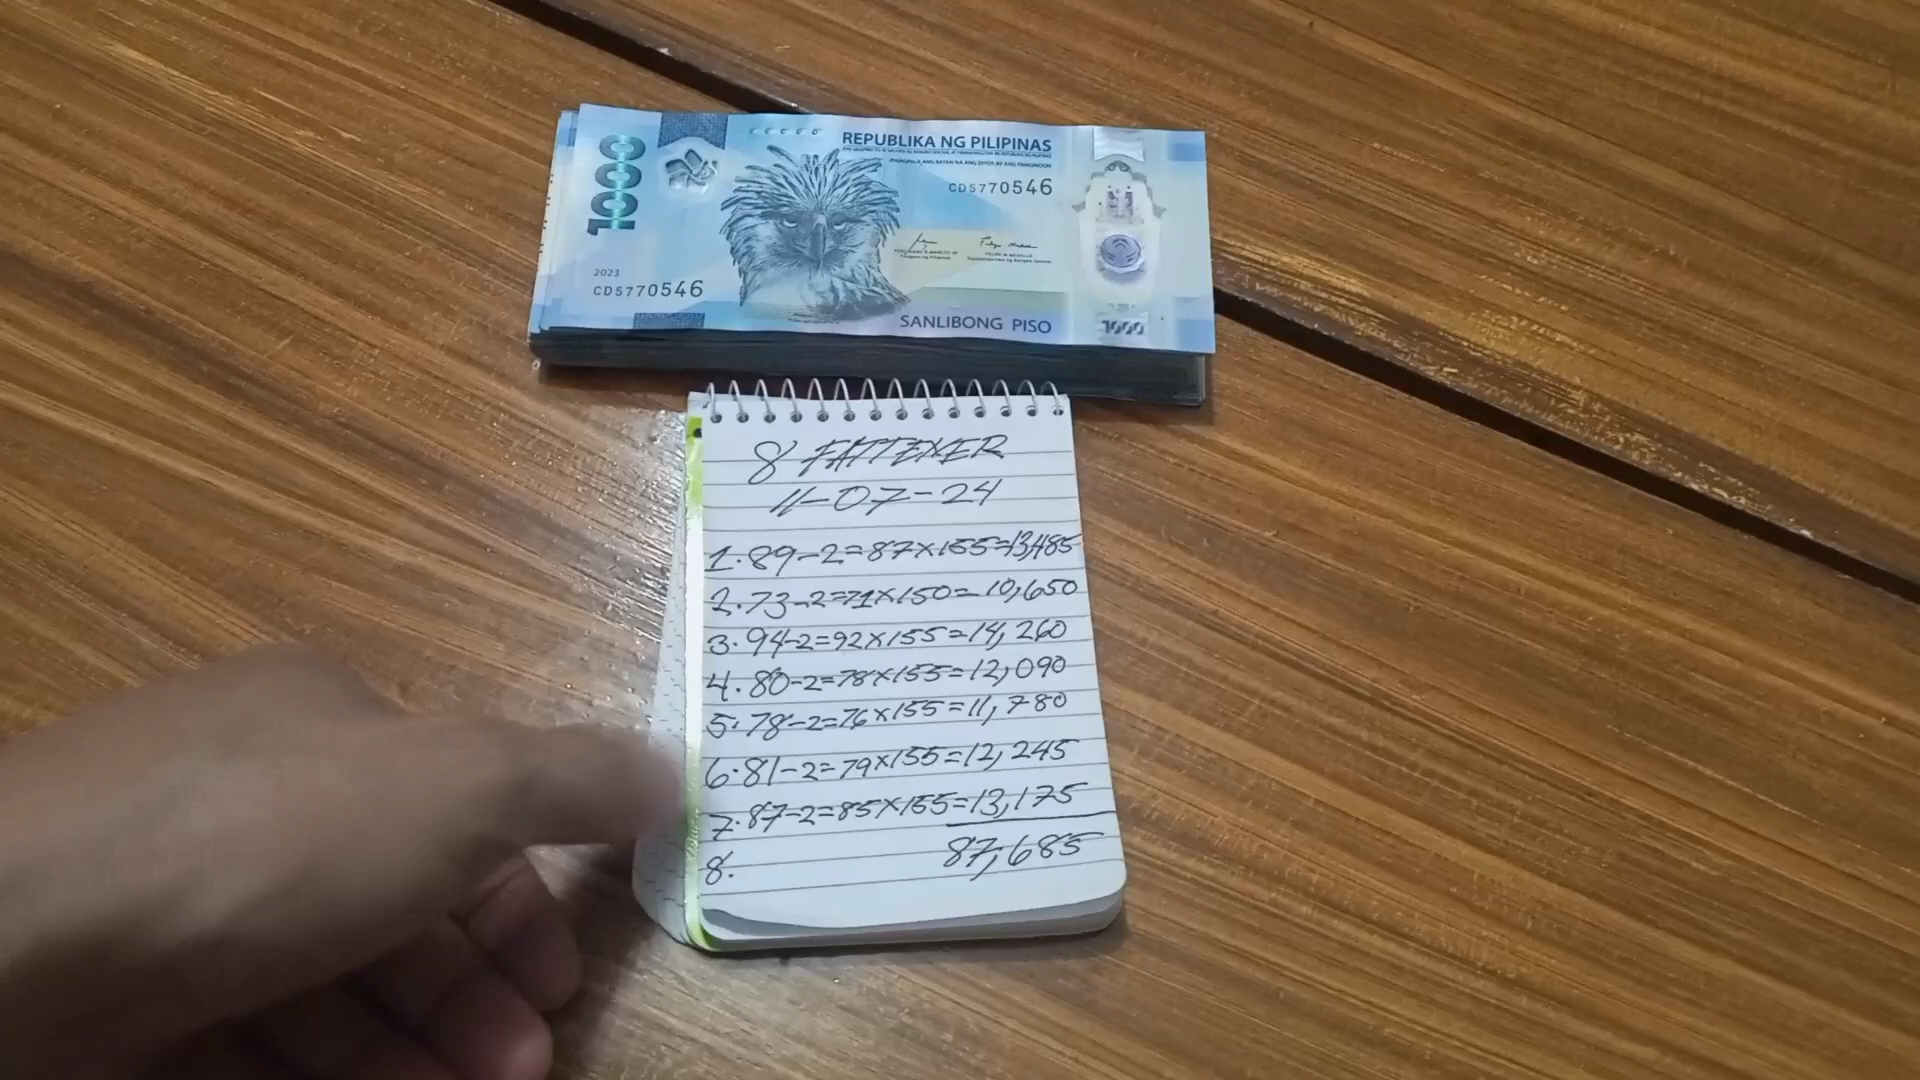 1000
REPUBLIKA NG PILIPINAS
CD5770546
2023
CD5770546
SANLIBONG PISO
1000
8 FATTENER
11-07-24
1. 89-2=87×155=13,485
2. 73-2=71×150=10,650
3. 94-2=92×155=14,260
4. 80-2=78×155=12,090
5. 78-2=76×155=11,780
6. 81-2=79×155=12,245
7. 87-2=85×155=13,175
8.
87,685